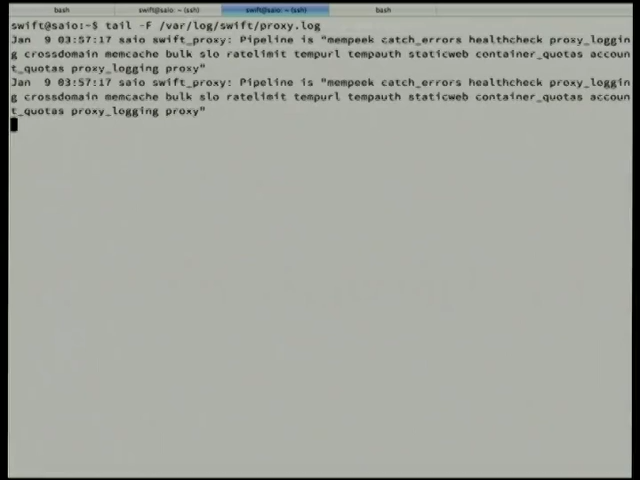 bash swift@saio: ~ (ssh) swift@saio: ~ (ssh) bash
swift@saio:~$ tail -F /var/log/swift/proxy.log
Jan  9 03:57:17 saio swift_proxy: Pipeline is "mempeek catch_errors healthcheck proxy_loggin
g crossdomain memcache bulk slo ratelimit tempurl tempauth staticweb container_quotas accoun
t_quotas proxy_logging proxy"
Jan  9 03:57:17 saio swift_proxy: Pipeline is "mempeek catch_errors healthcheck proxy_loggin
g crossdomain memcache bulk slo ratelimit tempurl tempauth staticweb container_quotas accoun
t_quotas proxy_logging proxy"